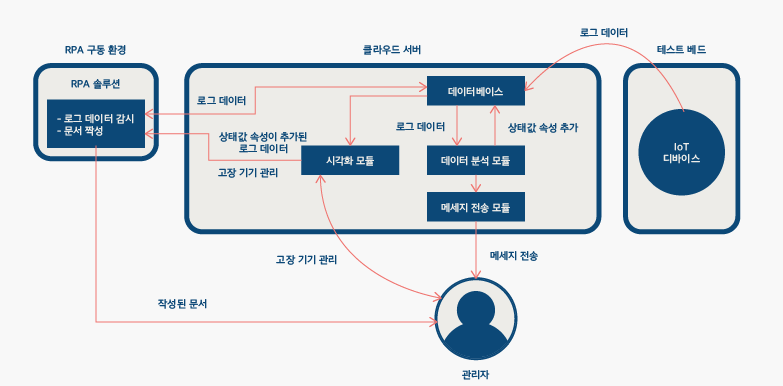 RPA 구동 환경
클라우드 서버
로그 데이터
테스트 베드
RPA 솔루션
- 로그 데이터 감시
- 문서 짝성
로그 데이터
데이터베이스
상태값 속성이 추가된
로그 데이터
고장 기기 관리
시각화 모듈
로그 데이터
상태값 속성 추가
데이터 분석 모듈
메세지 전송 모듈
IoT
디바이스
고장 기기 관리
메세지 전송
작성된 문서
관리자